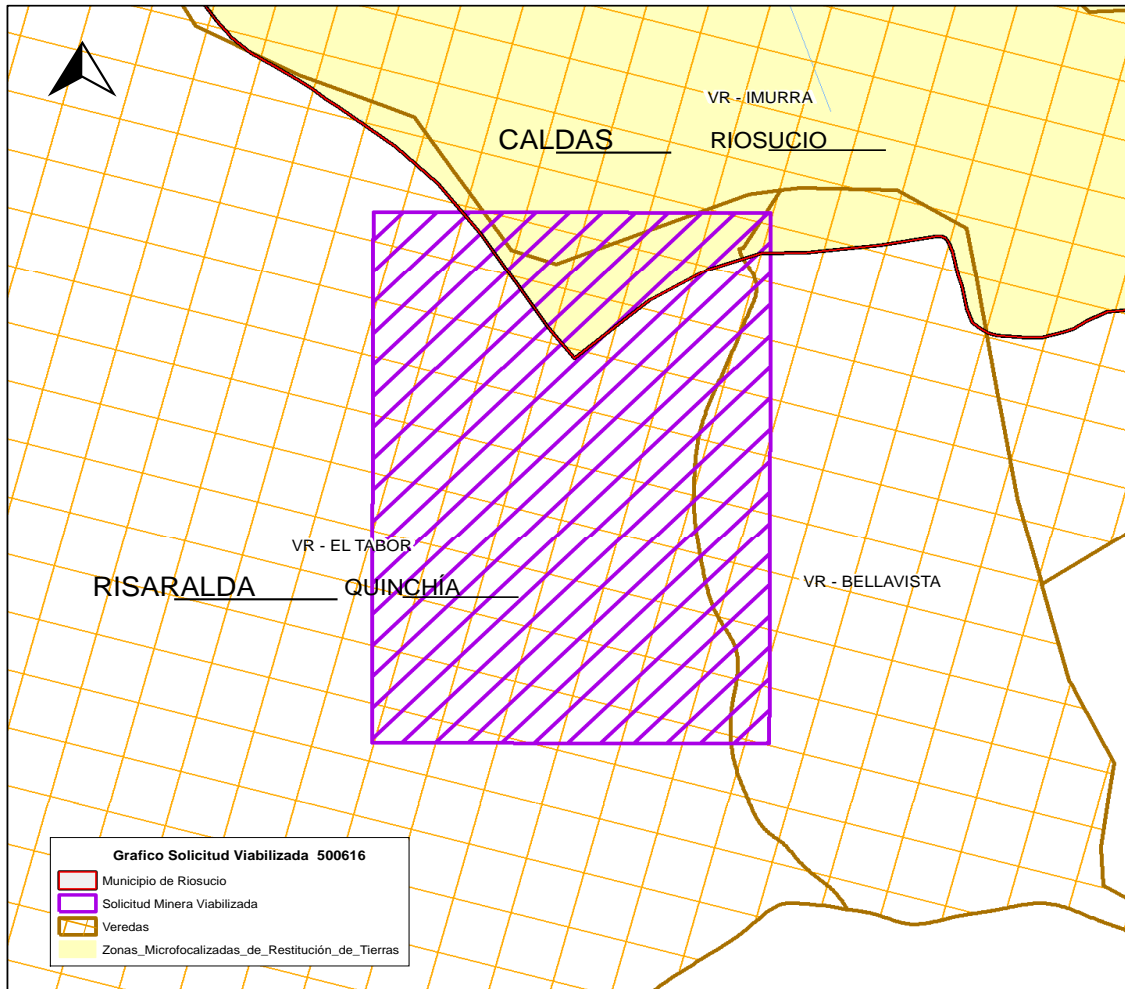 VR - IMURRA
CALDAS
RIOSUCIO
VR - EL TABOR
RISARALDA
QUINCHÍA
VR - BELLAVISTA
Grafico Solicitud Viabilizada 500616
Municipio de Riosucio
Solicitud Minera Viabilizada
Veredas
Zonas_Microfocalizadas_de_Restitución_de_Tierras